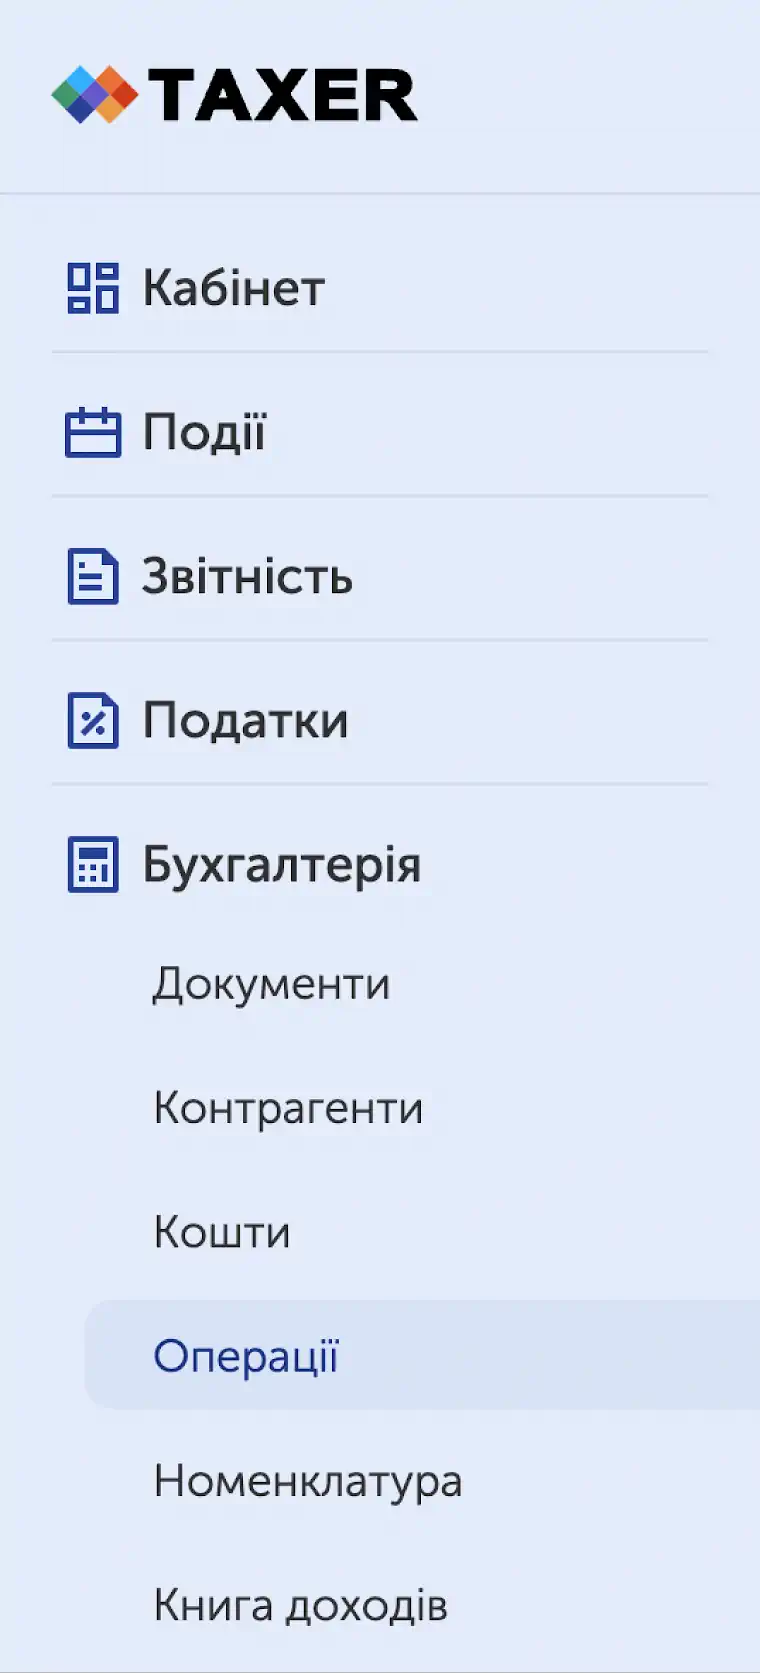 TAXER
Кабінет
Події
Звітність
Податки
Бухгалтерія
Документи
Контрагенти
Кошти
Операції
Номенклатура
Книга доходів